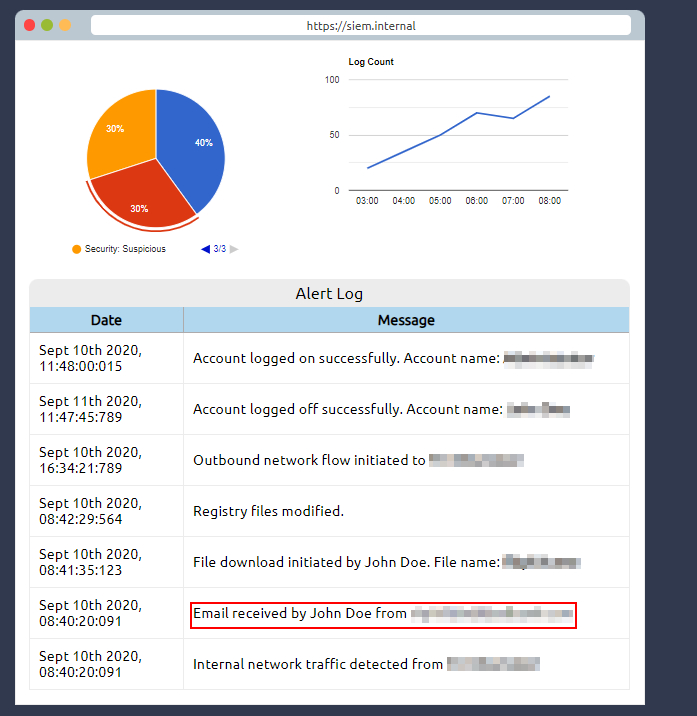 https://siem.internal
Log Count
100
50
0
03:00 04:00 05:00 06:00 07:00 08:00
30%
40%
30%
Security: Suspicious
3/3
Alert Log
Date Message
Sept 10th 2020,
11:48:00:015
Account logged on successfully. Account name:
Sept 11th 2020,
11:47:45:789
Account logged off successfully. Account name:
Sept 10th 2020,
16:34:21:789
Outbound network flow initiated to
Sept 10th 2020,
08:42:29:564
Registry files modified.
Sept 10th 2020,
08:41:35:123
File download initiated by John Doe. File name:
Sept 10th 2020,
08:40:20:091
Email received by John Doe from
Sept 10th 2020,
08:40:20:091
Internal network traffic detected from